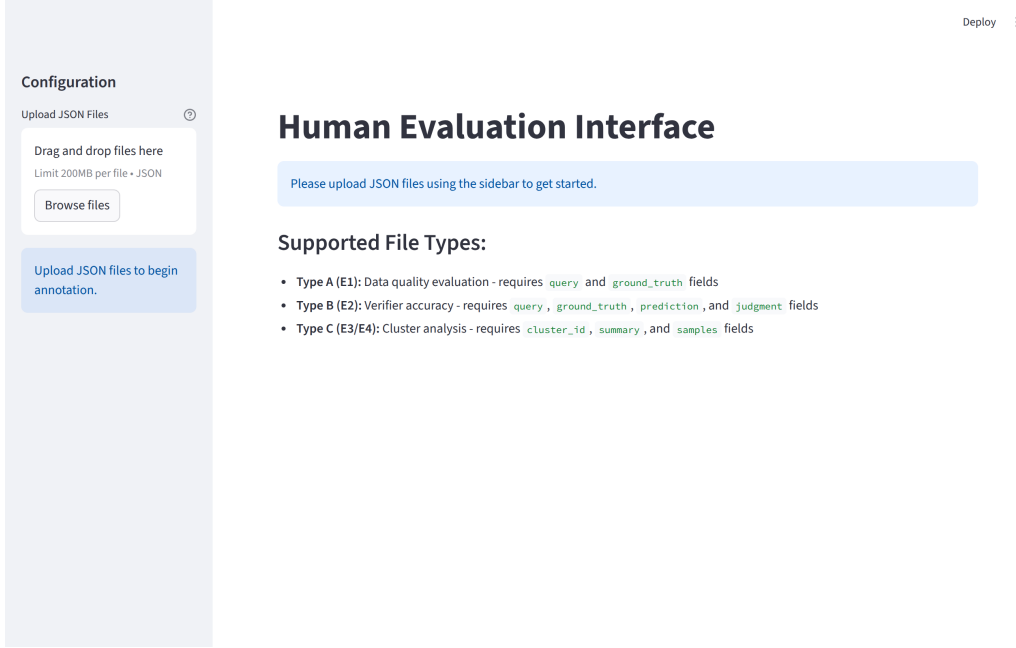 Deploy
Configuration
Upload JSON Files
Drag and drop files here
Limit 200MB per file • JSON
Browse files
Upload JSON files to begin
annotation.
Human Evaluation Interface
Please upload JSON files using the sidebar to get started.
Supported File Types:
• Type A (E1): Data quality evaluation - requires query and ground_truth fields
• Type B (E2): Verifier accuracy - requires query , ground_truth , prediction , and judgment fields
• Type C (E3/E4): Cluster analysis - requires cluster_id , summary , and samples fields